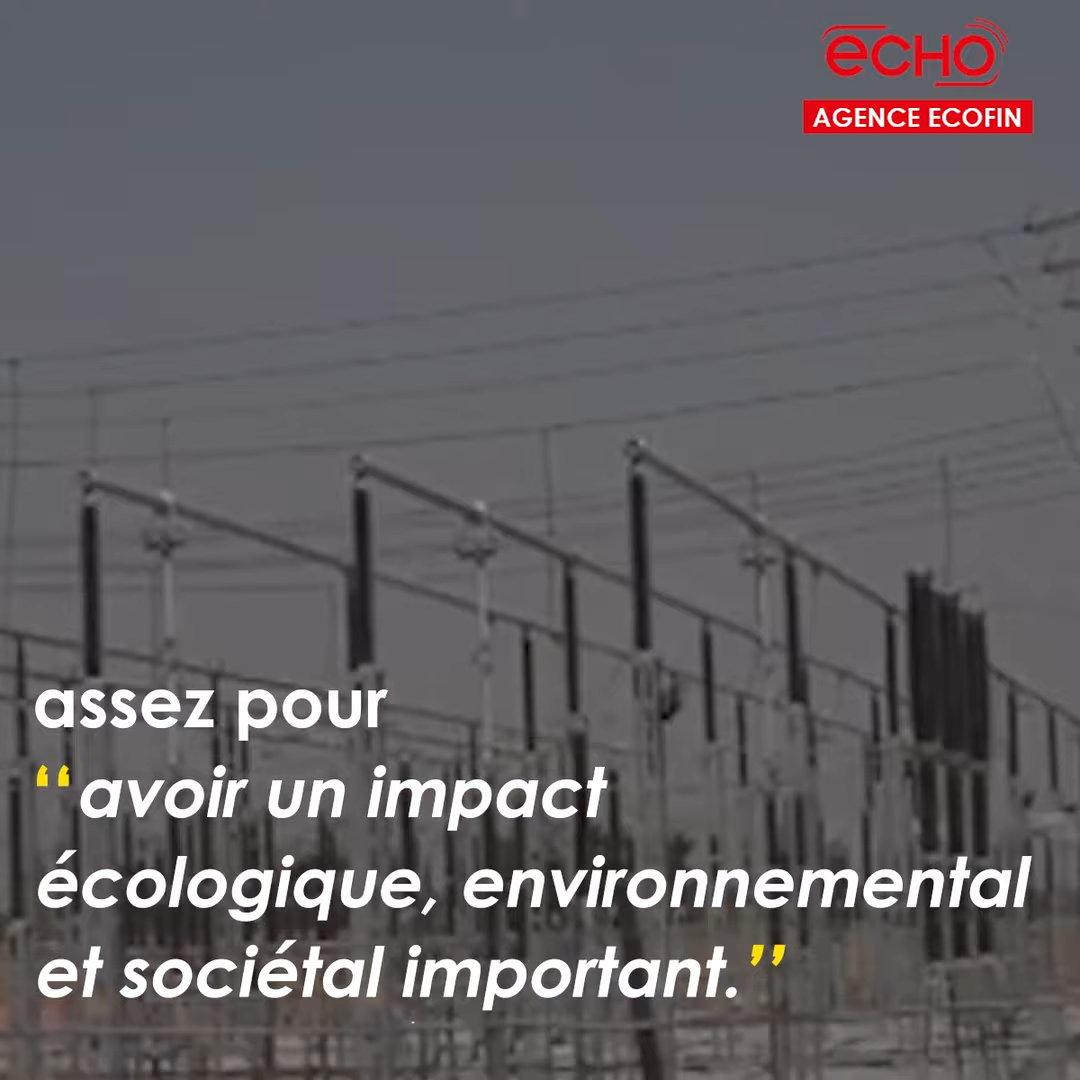 eCHO
AGENCE ECOFIN
assez pour
‘‘avoir un impact
écologique, environnemental
et sociétal important.’’